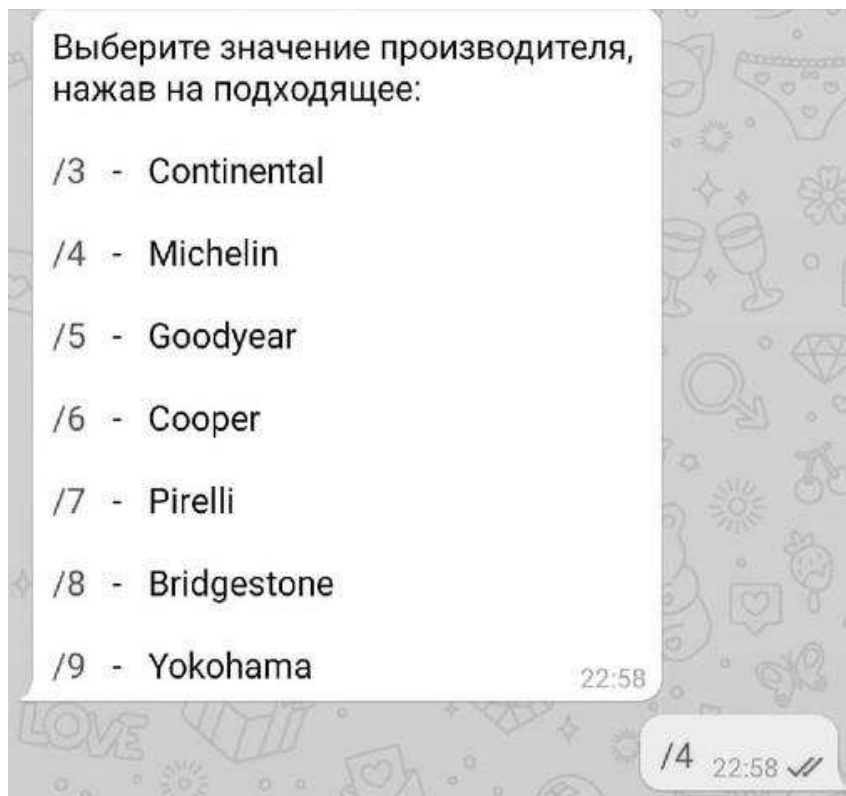 Выберите значение производителя,
нажав на подходящее:
/3 - Continental
/4 - Michelin
/5 - Goodyear
/6 - Cooper
/7 - Pirelli
/8 - Bridgestone
/9 - Yokohama
22:58
LOVE
/4 22:58